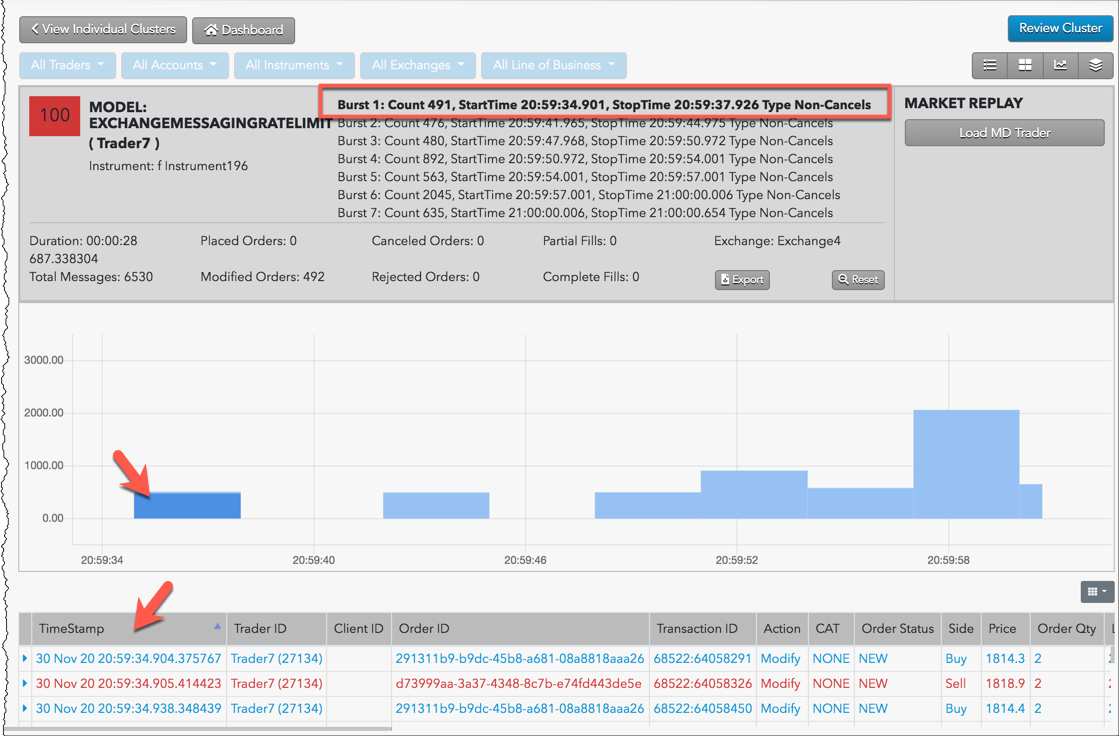 View Individual Clusters
Dashboard
Review Cluster
All Traders
All Accounts
All Instruments
All Exchanges
All Line of Business
100
MODEL:
EXCHANGEMESSAGINGRATELIMIT
( Trader7 )
Instrument: f Instrument196
Burst 1: Count 491, StartTime 20:59:34.901, StopTime 20:59:37.926 Type Non-Cancels
Burst 2: Count 476, StartTime 20:59:41.965, StopTime 20:59:44.975 Type Non-Cancels
Burst 3: Count 480, StartTime 20:59:47.968, StopTime 20:59:50.972 Type Non-Cancels
Burst 4: Count 892, StartTime 20:59:50.972, StopTime 20:59:54.001 Type Non-Cancels
Burst 5: Count 563, StartTime 20:59:54.001, StopTime 20:59:57.001 Type Non-Cancels
Burst 6: Count 2045, StartTime 20:59:57.001, StopTime 21:00:00.006 Type Non-Cancels
Burst 7: Count 635, StartTime 21:00:00.006, StopTime 21:00:00.654 Type Non-Cancels
MARKET REPLAY
Load MD Trader
Duration: 00:00:28
687.338304
Placed Orders: 0
Canceled Orders: 0
Partial Fills: 0
Exchange: Exchange4
Total Messages: 6530
Modified Orders: 492
Rejected Orders: 0
Complete Fills: 0
Export
Reset
3000.00
2000.00
1000.00
0.00
20:59:34 20:59:40 20:59:46 20:59:52 20:59:58
TimeStamp Trader ID Client ID Order ID Transaction ID Action CAT Order Status Side Price Order Qty
30 Nov 20 20:59:34.904.375767 Trader7 (27134) 291311b9-b9dc-45b8-a681-08a8818aaa26 68522:64058291 Modify NONE NEW Buy 1814.3 2
30 Nov 20 20:59:34.905.414423 Trader7 (27134) d73999aa-3a37-4348-8c7b-e74fd443de5e 68522:64058326 Modify NONE NEW Sell 1818.9 2
30 Nov 20 20:59:34.938.348439 Trader7 (27134) 291311b9-b9dc-45b8-a681-08a8818aaa26 68522:64058450 Modify NONE NEW Buy 1814.4 2